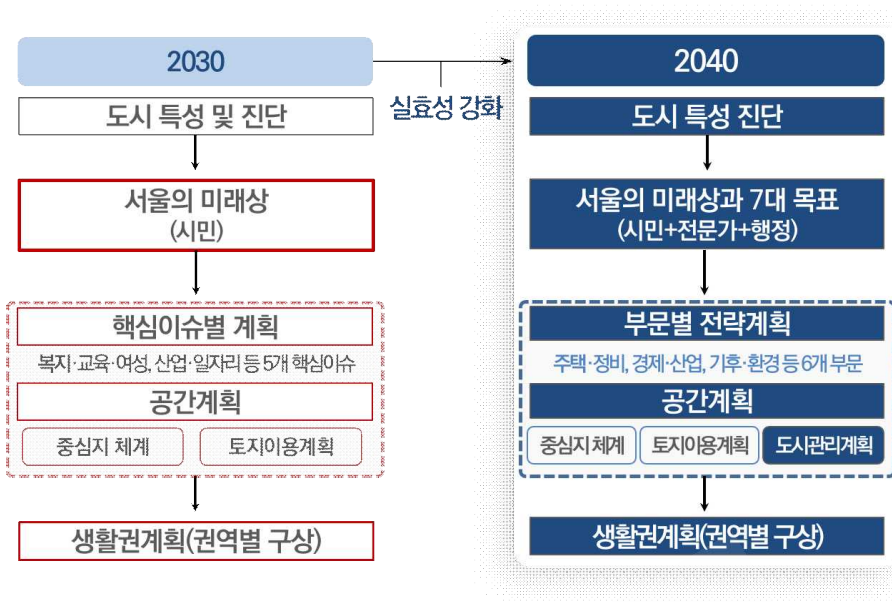 2030
도시 특성 및 진단
서울의 미래상
(시민)
핵심이슈별 계획
복지·교육·여성, 산업·일자리 등 5개 핵심이슈
공간계획
중심지 체계
토지이용계획
생활권계획(권역별 구상)
실효성 강화
2040
도시 특성 진단
서울의 미래상과 7대 목표
(시민+전문가+행정)
부문별 전략계획
주택·정비, 경제·산업, 기후·환경 등 6개 부문
공간계획
중심지 체계
토지이용계획
도시관리계획
생활권계획(권역별 구상)